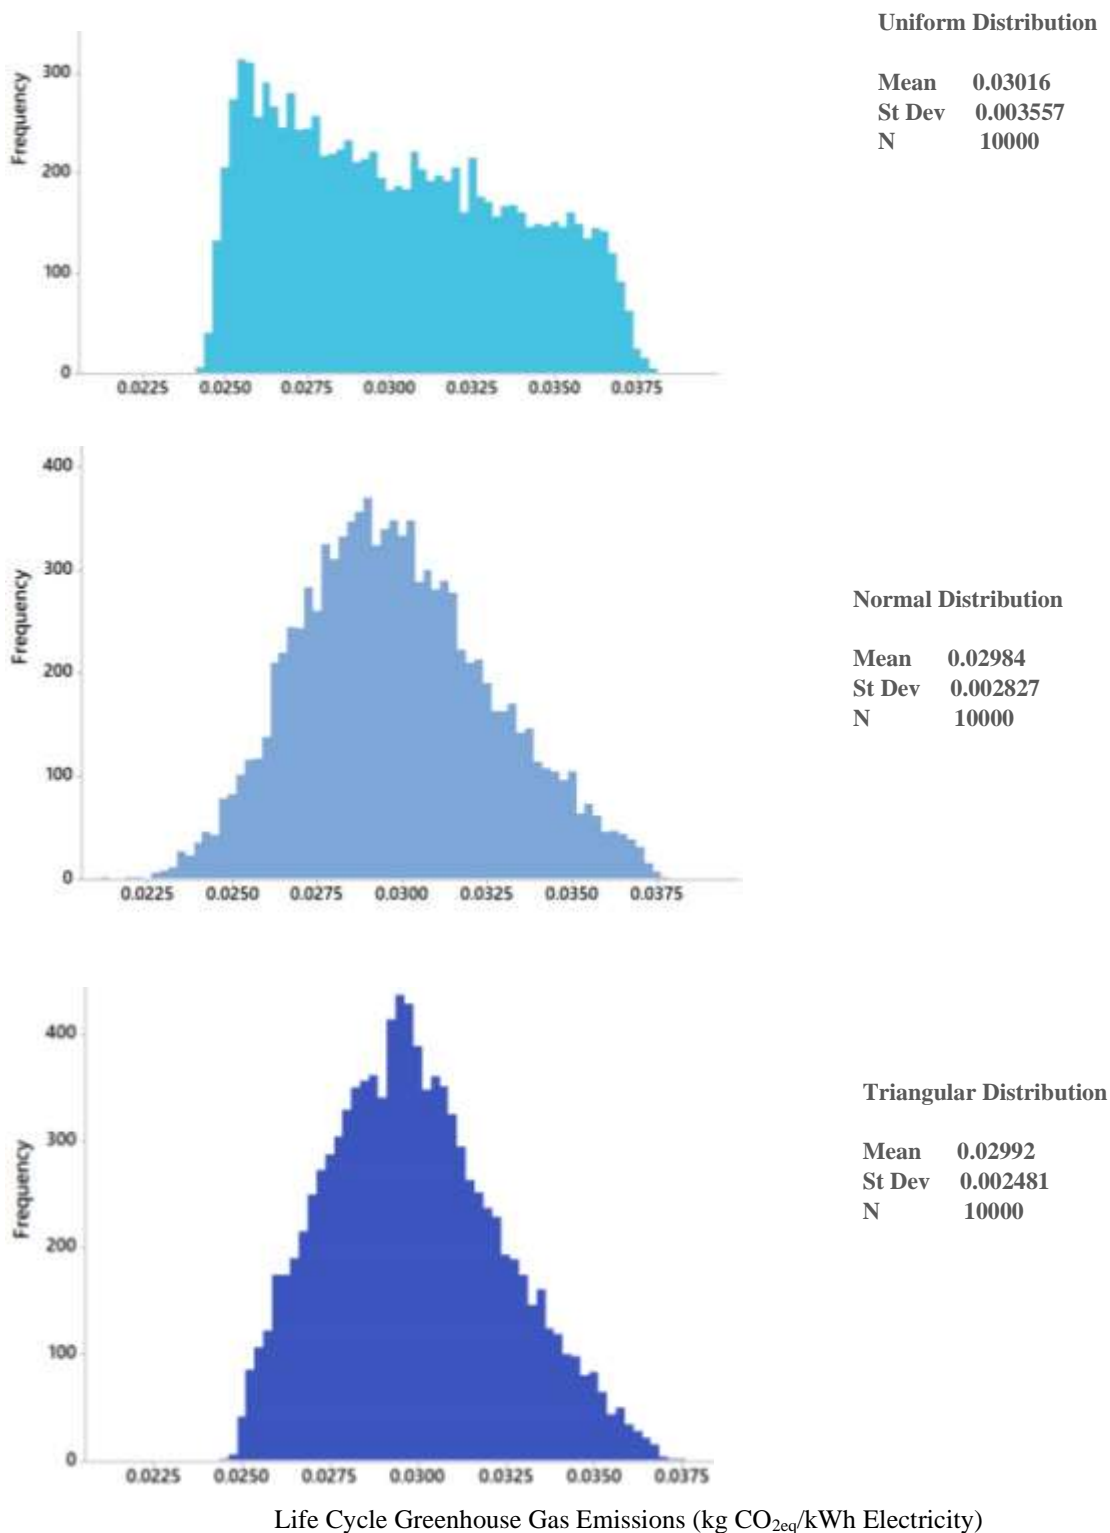 Uniform Distribution
Mean 0.03016
St Dev 0.003557
N 10000
Frequency
300
200
100
0
0.0225 0.0250 0.0275 0.0300 0.0325 0.0350 0.0375
Frequency
400
300
200
100
0
0.0225 0.0250 0.0275 0.0300 0.0325 0.0350 0.0375
Normal Distribution
Mean 0.02984
St Dev 0.002827
N 10000
Frequency
400
300
200
100
0
0.0225 0.0250 0.0275 0.0300 0.0325 0.0350 0.0375
Triangular Distribution
Mean 0.02992
St Dev 0.002481
N 10000
Life Cycle Greenhouse Gas Emissions (kg CO₂eq/kWh Electricity)